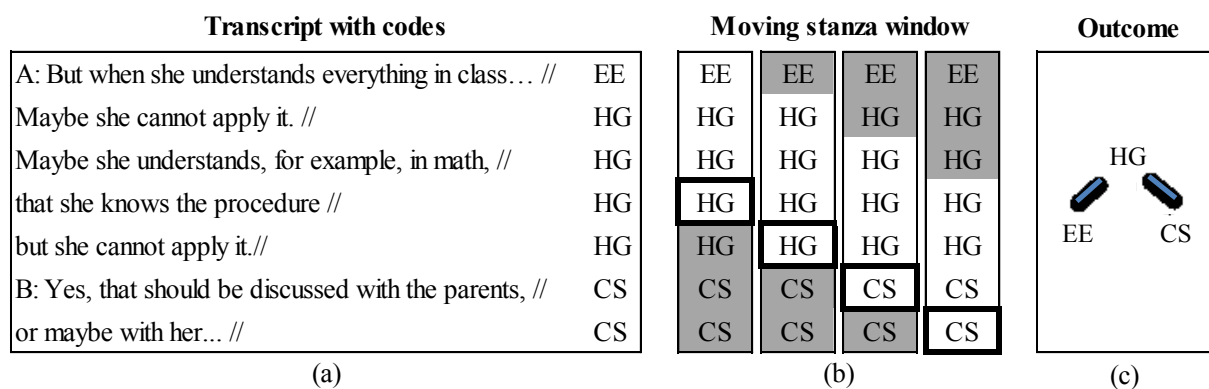 Transcript with codes Moving stanza window Outcome
A: But when she understands everything in class… // EE EE EE EE EE
Maybe she cannot apply it. // HG HG HG HG HG
Maybe she understands, for example, in math, // HG HG HG HG HG
HG
that she knows the procedure // HG HG HG HG HG
but she cannot apply it.// HG HG HG HG HG
EE CS
B: Yes, that should be discussed with the parents, // CS CS CS CS CS
or maybe with her... // CS CS CS CS CS
(a) (b) (c)